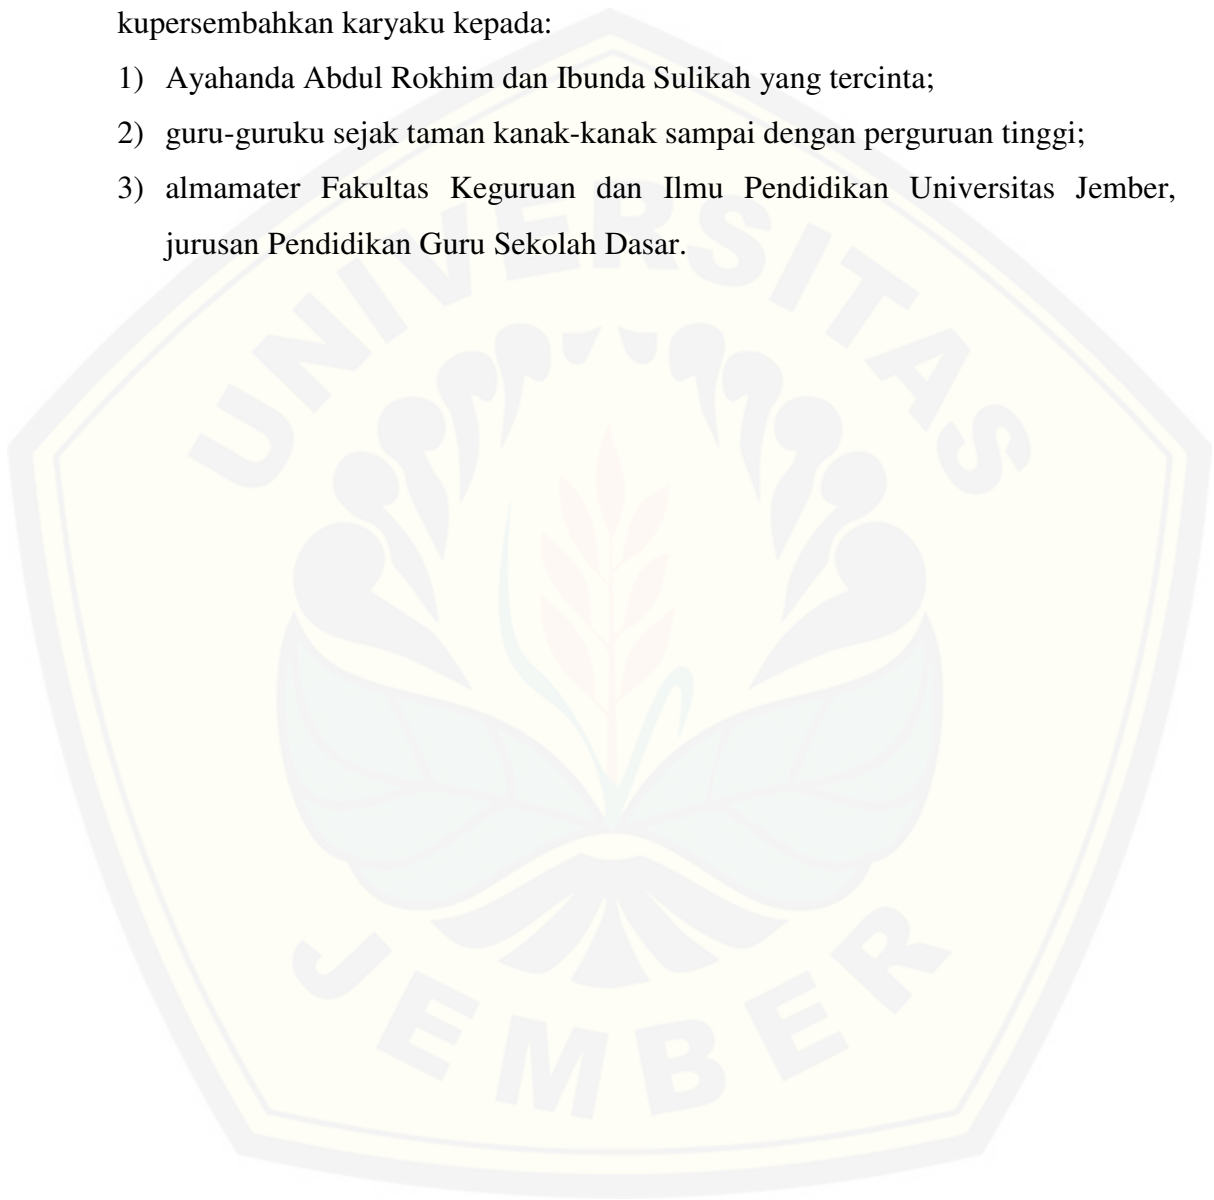 kupersembahkan karyaku kepada:
1) Ayahanda Abdul Rokhim dan Ibunda Sulikah yang tercinta;
2) guru-guruku sejak taman kanak-kanak sampai dengan perguruan tinggi;
3) almamater Fakultas Keguruan dan Ilmu Pendidikan Universitas Jember,
jurusan Pendidikan Guru Sekolah Dasar.
UNIVERSITAS
JEMBER